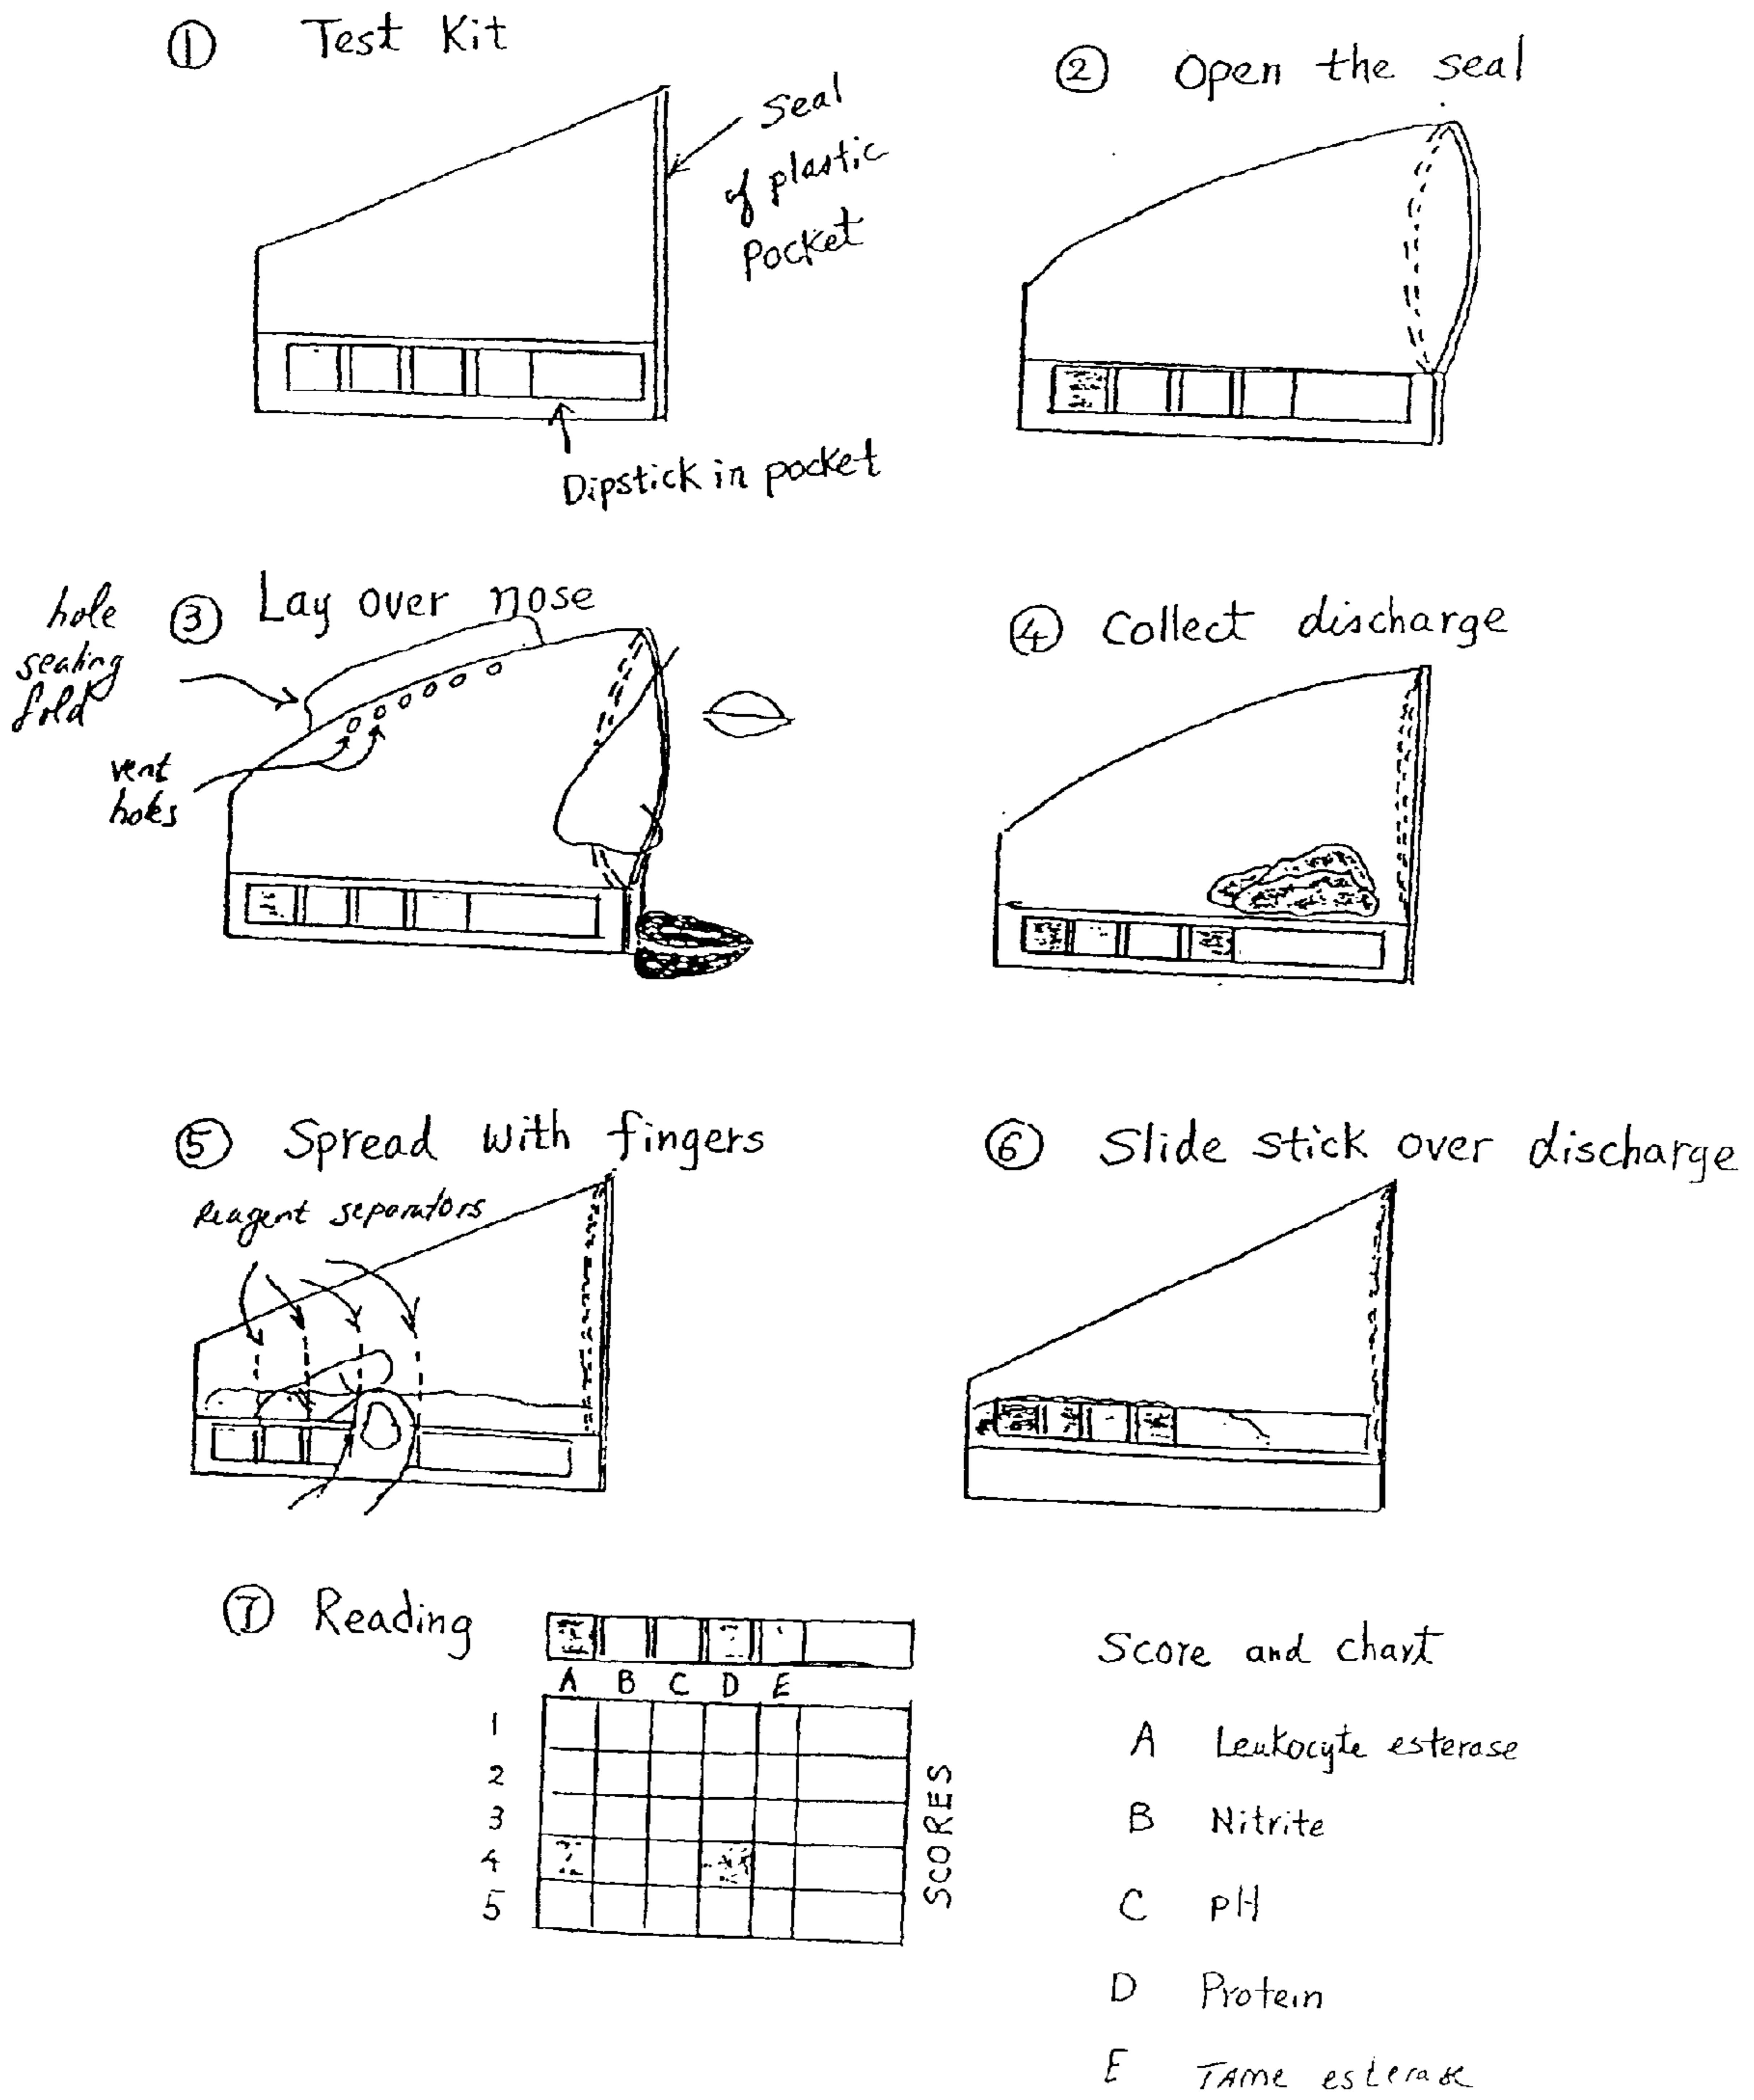 ① Test Kit
seal
of plastic
pocket
Dipstick in pocket
② Open the seal
③ Lay over nose
hole
sealing
fold
vent
holes
④ Collect discharge
⑤ Spread with fingers
Reagent separators
⑥ Slide stick over discharge
⑦ Reading
A B C D E
1
2
3
4
5
SCORES
Score and chart
A Leukocyte esterase
B Nitrite
C pH
D Protein
E TAME esterase